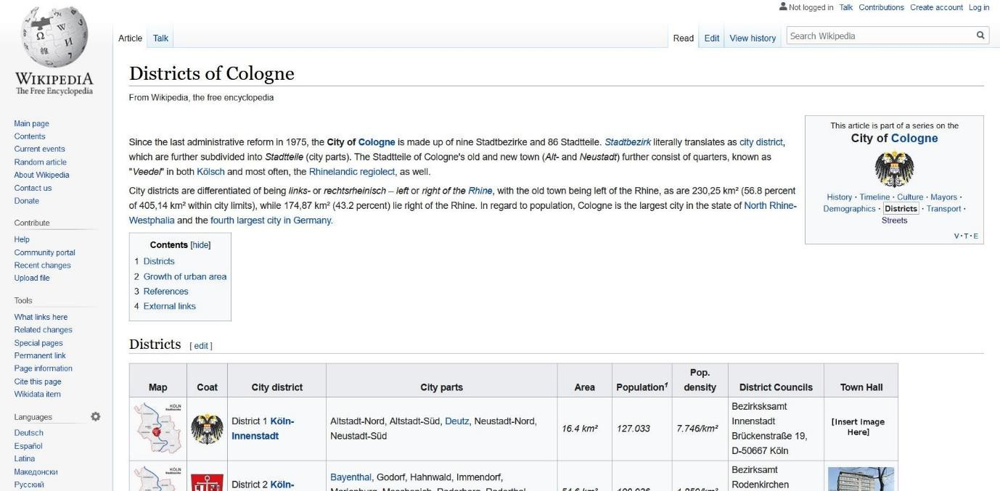 Not logged in Talk Contributions Create account Log in
Article Talk Read Edit View history Search Wikipedia
WIKIPEDIA
The Free Encyclopedia
Main page
Contents
Current events
Random article
About Wikipedia
Contact us
Donate
Contribute
Help
Community portal
Recent changes
Upload file
Tools
What links here
Related changes
Special pages
Permanent link
Page information
Cite this page
Wikidata item
Languages
Deutsch
Español
Latina
Македонски
Русский
Districts of Cologne
From Wikipedia, the free encyclopedia
Since the last administrative reform in 1975, the City of Cologne is made up of nine Stadtbezirke and 86 Stadtteile. Stadtbezirk literally translates as city district,
which are further subdivided into Stadtteile (city parts). The Stadtteile of Cologne's old and new town (Alt- and Neustadt) further consist of quarters, known as
"Veedel" in both Kölsch and most often, the Rhinelandic regiolect, as well.
City districts are differentiated of being links- or rechtsrheinisch – left or right of the Rhine, with the old town being left of the Rhine, as are 230,25 km² (56.8 percent
of 405,14 km² within city limits), while 174,87 km² (43.2 percent) lie right of the Rhine. In regard to population, Cologne is the largest city in the state of North Rhine-
Westphalia and the fourth largest city in Germany.
This article is part of a series on the
City of Cologne
History · Timeline · Culture · Mayors ·
Demographics · Districts · Transport ·
Streets
V · T · E
Contents [hide]
1 Districts
2 Growth of urban area
3 References
4 External links
Districts [ edit ]
Map Coat City district City parts Area Population¹ Pop. density District Councils Town Hall
KÖLN
District 1 Köln-
Innenstadt
Altstadt-Nord, Altstadt-Süd, Deutz, Neustadt-Nord,
Neustadt-Süd
16.4 km²
127.033
7.746/km²
Bezirksksamt
Innenstadt
Brückenstraße 19,
D-50667 Köln
[Insert Image
Here]
KÖLN
District 2 Köln-
Bayenthal, Godorf, Hahnwald, Immendorf,
Bezirksamt
Rodenkirchen